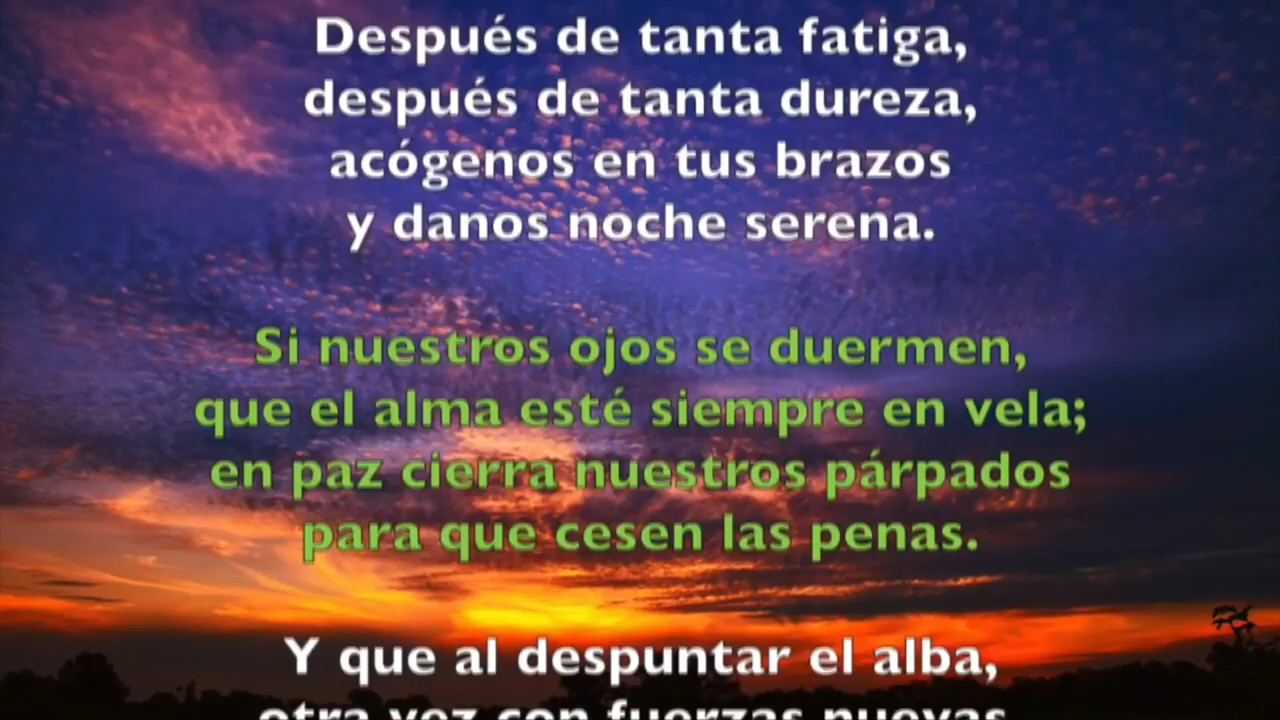 Después de tanta fatiga,
después de tanta dureza,
acógenos en tus brazos
y danos noche serena.
Si nuestros ojos se duermen,
que el alma esté siempre en vela;
en paz cierra nuestros párpados
para que cesen las penas.
Y que al despuntar el alba,
otra vez con fuerzas nuevas